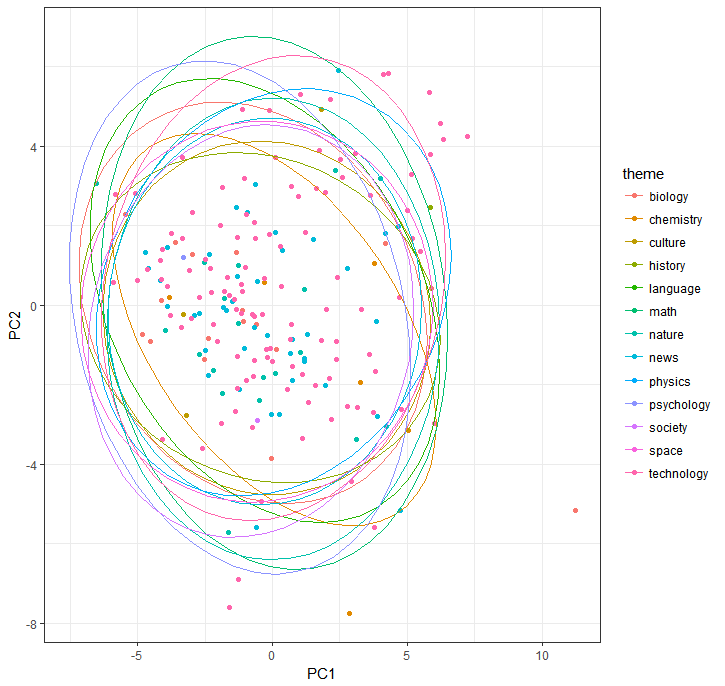 theme
biology
chemistry
culture
history
language
math
nature
news
physics
psychology
society
space
technology
PC2
4
0
-4
-8
-5
0
5
10
PC1